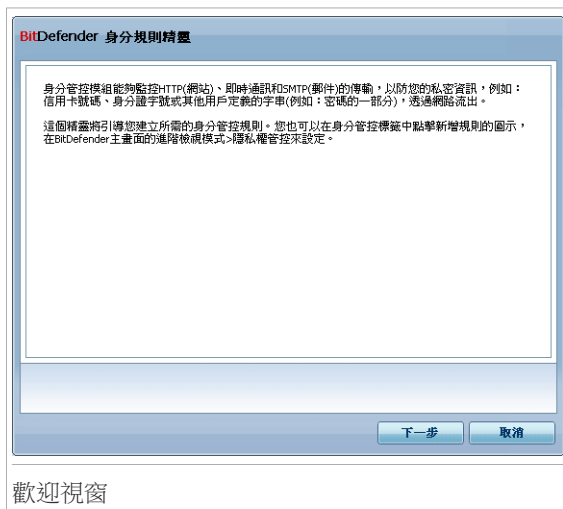 BitDefender 身分規則精靈
身分管控模組能夠監控HTTP(網站)、即時通訊和SMTP(郵件)的傳輸，以防您的私密資訊，例如：
信用卡號碼、身分證字號或其他用戶定義的字串(例如：密碼的一部分)，透過網路流出。
這個精靈將引導您建立所需的身分管控規則。您也可以在身分管控標籤中點擊新增規則的圖示，
在BitDefender主畫面的進階檢視模式>隱私權管控來設定。
下一步
取消
歡迎視窗